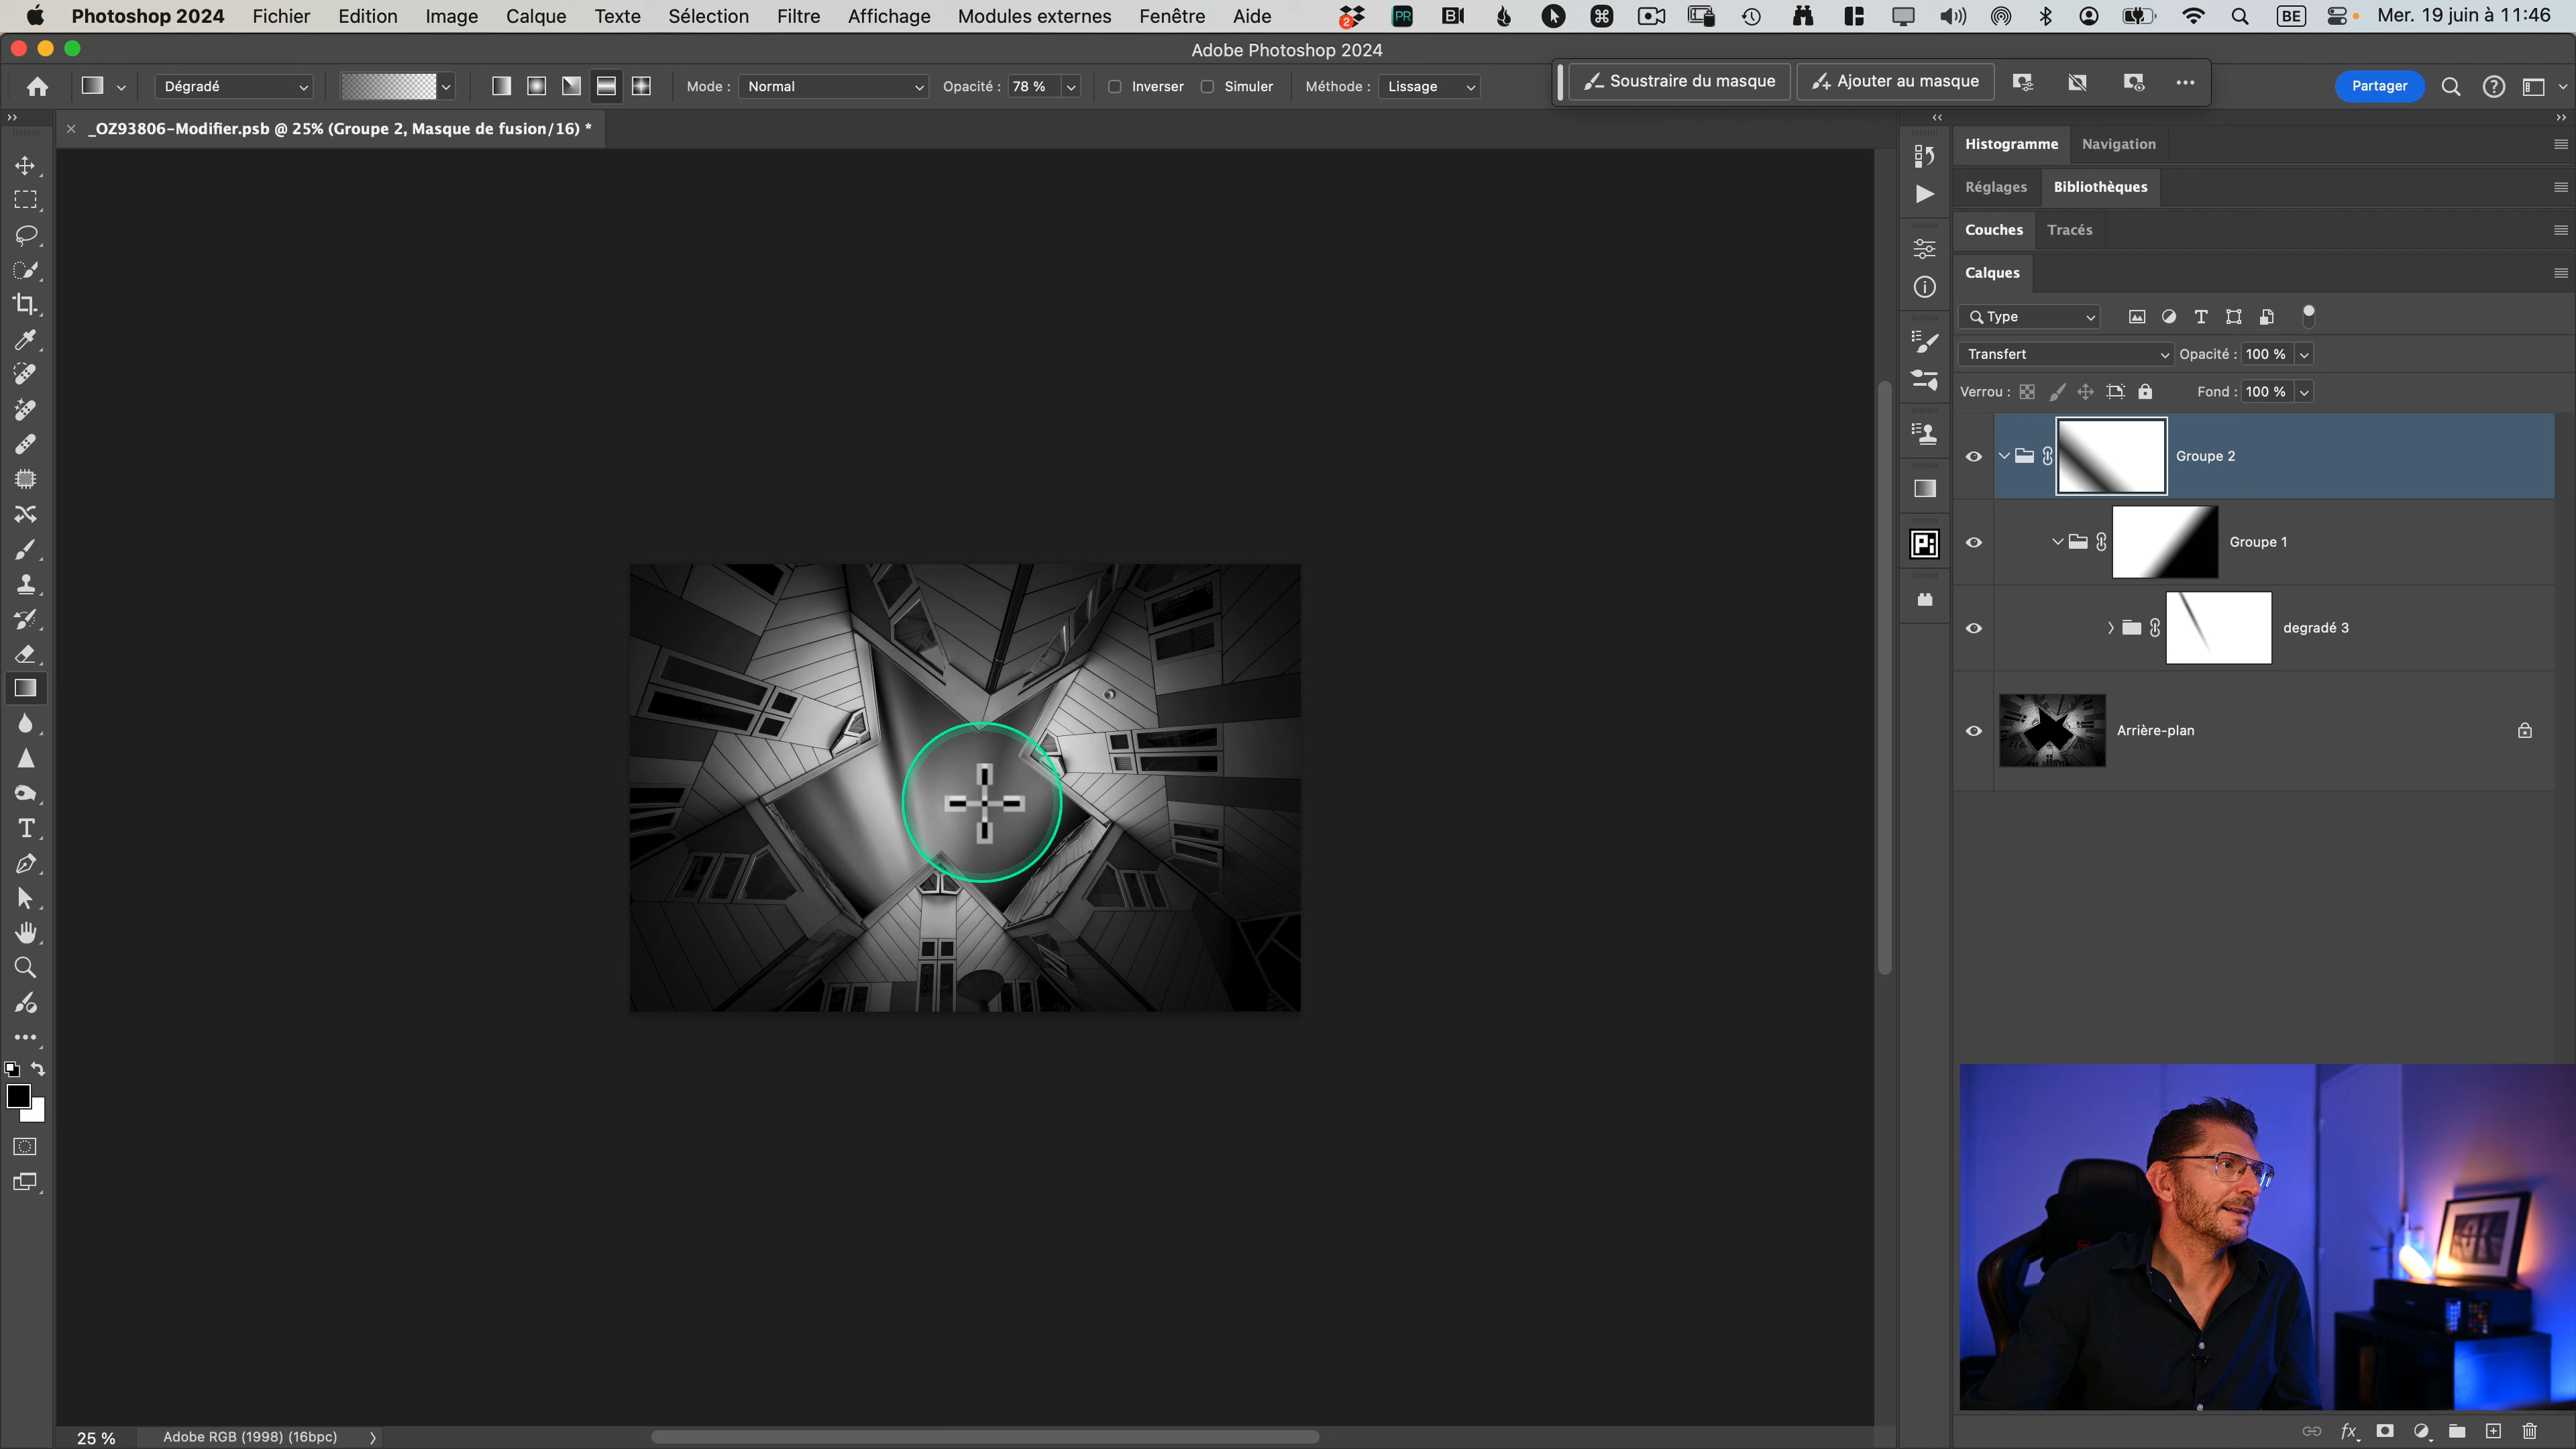 Photoshop 2024 Fichier Edition Image Calque Texte Sélection Filtre Affichage Modules externes Fenêtre Aide 2 PR BE Mer. 19 juin à 11:46
Adobe Photoshop 2024
Dégradé Mode : Normal Opacité : 78 % Inverser Simuler Méthode : Lissage
Soustraire du masque Ajouter au masque
Partager
_OZ93806-Modifier.psb @ 25% (Groupe 2, Masque de fusion/16) *
Histogramme Navigation
Réglages Bibliothèques
Couches Tracés
Calques
Type
Transfert Opacité : 100 %
Verrou : Fond : 100 %
Groupe 2
Groupe 1
degradé 3
Arrière-plan
25 % Adobe RGB (1998) (16bpc)
fx